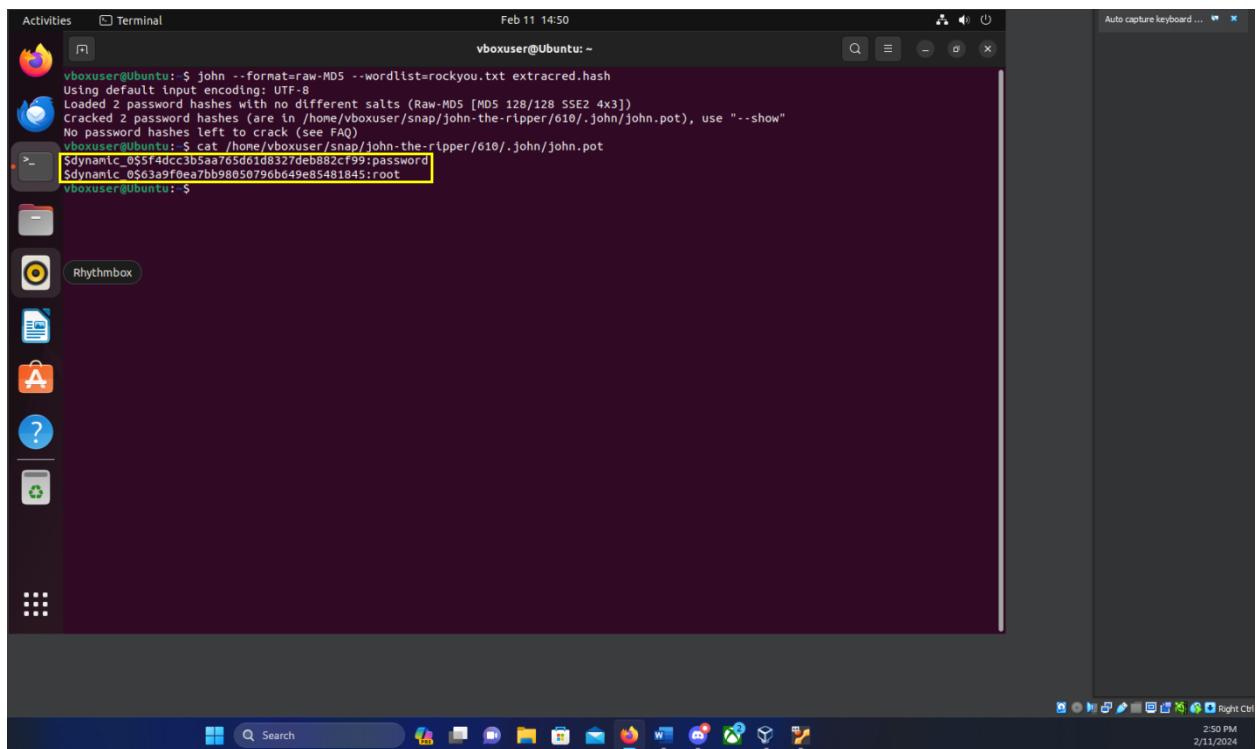 Activities
Terminal
Feb 11 14:50
Auto capture keyboard ...
vboxuser@Ubuntu: ~
vboxuser@Ubuntu:~$ john --format=raw-MD5 --wordlist=rockyou.txt extracred.hash
Using default input encoding: UTF-8
Loaded 2 password hashes with no different salts (Raw-MD5 [MD5 128/128 SSE2 4x3])
Cracked 2 password hashes (are in /home/vboxuser/snap/john-the-ripper/610/.john/john.pot), use "--show"
No password hashes left to crack (see FAQ)
vboxuser@Ubuntu:~$ cat /home/vboxuser/snap/john-the-ripper/610/.john/john.pot
$dynamic_0$5f4dcc3b5aa765d61d8327deb882cf99:password
$dynamic_0$63a9f0ea7bb98050796b649e85481845:root
vboxuser@Ubuntu:~$
Rhythmbox
Right Ctrl
Search
2:50 PM
2/11/2024